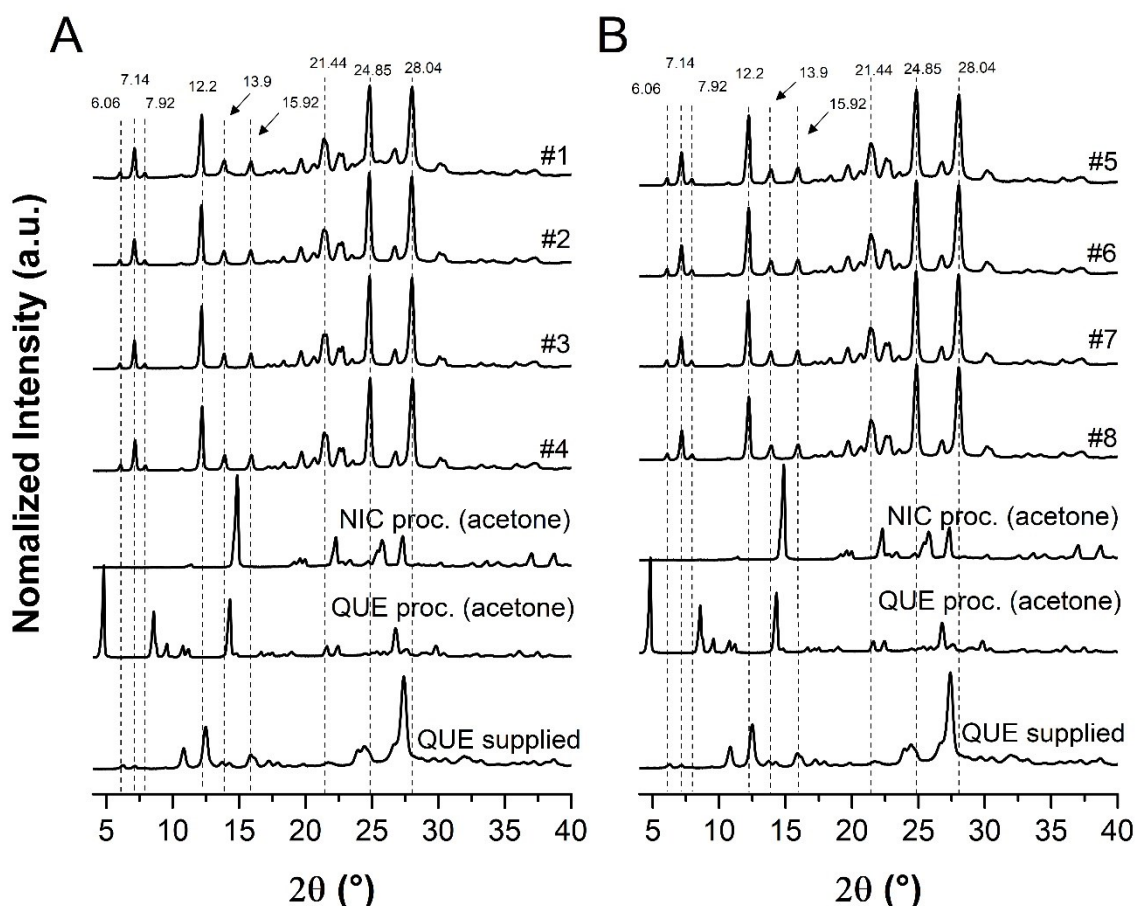 A
7.14
12.2
13.9
21.44
24.85
28.04
6.06
7.92
15.92
#1
#2
#3
#4
NIC proc. (acetone)
QUE proc. (acetone)
QUE supplied
5 10 15 20 25 30 35 40
2θ (°)
Nomalized Intensity (a.u.)
B
7.14
12.2
13.9
21.44
24.85
28.04
6.06
7.92
15.92
#5
#6
#7
#8
NIC proc. (acetone)
QUE proc. (acetone)
QUE supplied
5 10 15 20 25 30 35 40
2θ (°)